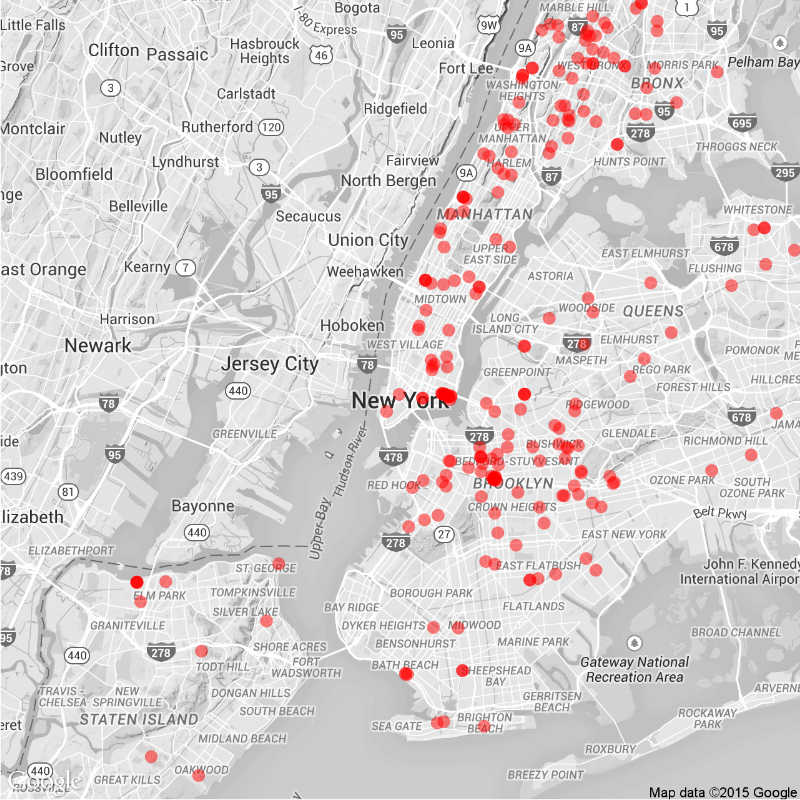 Bogota
MARBLE HILL
1
Little Falls
I-80 Express
95
9W
87
95
Clifton
Passaic
Hasbrouck
Heights
46
Leonia
9A
Fort Lee
WEST BRONX
MORRIS PARK
Pelham Bay
3
Carlstadt
WASHINGTON
HEIGHTS
BRONX
Ridgefield
95
Montclair
Nutley
Rutherford
120
UPPER
MANHATTAN
278
695
Lyndhurst
3
Fairview
HARLEM
HUNTS POINT
THROGGS NECK
Bloomfield
95
North Bergen
9A
87
295
Belleville
Secaucus
MANHATTAN
WHITESTONE
Union City
UPPER
EAST SIDE
678
EAST ELMHURST
East Orange
Kearny
7
Weehawken
ASTORIA
FLUSHING
MIDTOWN
WOODSIDE
QUEENS
Harrison
Hoboken
LONG
ISLAND CITY
Newark
WEST VILLAGE
278
ELMHURST
POMONOK
Jersey City
78
MASPETH
REGO PARK
GREENPOINT
FOREST HILLS
440
New York
78
RIDGEWOOD
678
GREENVILLE
278
GLENDALE
RICHMOND HILL
95
478
BUSHWICK
BEDFORD-STUYVESANT
439
81
Hudson River
RED HOOK
BROOKLYN
OZONE PARK
SOUTH
OZONE PARK
Bayonne
Upper Bay
CROWN HEIGHTS
Belt Pkwy
440
27
EAST NEW YORK
ELIZABETHPORT
278
78
ST. GEORGE
EAST FLATBUSH
John F. Kennedy
International Airport
ELM PARK
TOMPKINSVILLE
BOROUGH PARK
SILVER LAKE
BAY RIDGE
FLATLANDS
GRANITEVILLE
DYKER HEIGHTS
MIDWOOD
BROAD CHANNEL
95
278
SHORE ACRES
BENSONHURST
MARINE PARK
440
TODT HILL
FORT
WADSWORTH
BATH BEACH
SHEEPSHEAD
BAY
Gateway National
Recreation Area
TRAVIS -
CHELSEA
NEW
SPRINGVILLE
DONGAN HILLS
GERRITSEN
BEACH
STATEN ISLAND
SOUTH BEACH
SEA GATE
BRIGHTON
BEACH
ROCKAWAY
PARK
MIDLAND BEACH
ROXBURY
440
GREAT KILLS
OAKWOOD
BREEZY POINT
Google
Map data ©2015 Google